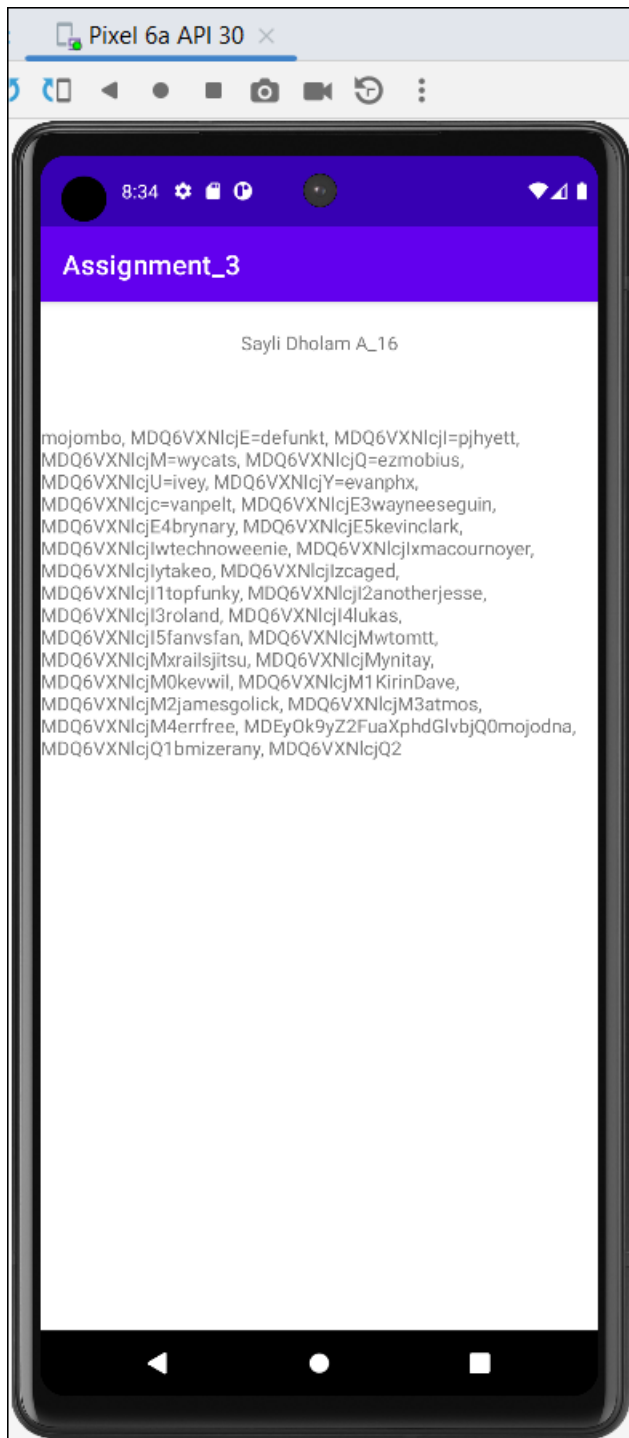 Pixel 6a API 30
8:34
Assignment_3
Sayli Dholam A_16
mojombo, MDQ6VXNlcjE=defunkt, MDQ6VXNlcjI=pjhyett,
MDQ6VXNlcjM=wycats, MDQ6VXNlcjQ=ezmobius,
MDQ6VXNlcjU=ivey, MDQ6VXNlcjY=evanphx,
MDQ6VXNlcjc=vanpelt, MDQ6VXNlcjE3wayneeseguin,
MDQ6VXNlcjE4brynary, MDQ6VXNlcjE5kevinclark,
MDQ6VXNlcjIwtechnoweenie, MDQ6VXNlcjIxmacournoyer,
MDQ6VXNlcjIytakeo, MDQ6VXNlcjIzcaged,
MDQ6VXNlcjI1topfunky, MDQ6VXNlcjI2anotherjesse,
MDQ6VXNlcjI3roland, MDQ6VXNlcjI4lukas,
MDQ6VXNlcjI5fanvsfan, MDQ6VXNlcjMwtomtt,
MDQ6VXNlcjMxrailsjitsu, MDQ6VXNlcjMynitay,
MDQ6VXNlcjM0kevwil, MDQ6VXNlcjM1KirinDave,
MDQ6VXNlcjM2jamesgolick, MDQ6VXNlcjM3atmos,
MDQ6VXNlcjM4errfree, MDEyOk9yZ2FuaXphdGlvbjQ0mojodna,
MDQ6VXNlcjQ1bmizerany, MDQ6VXNlcjQ2